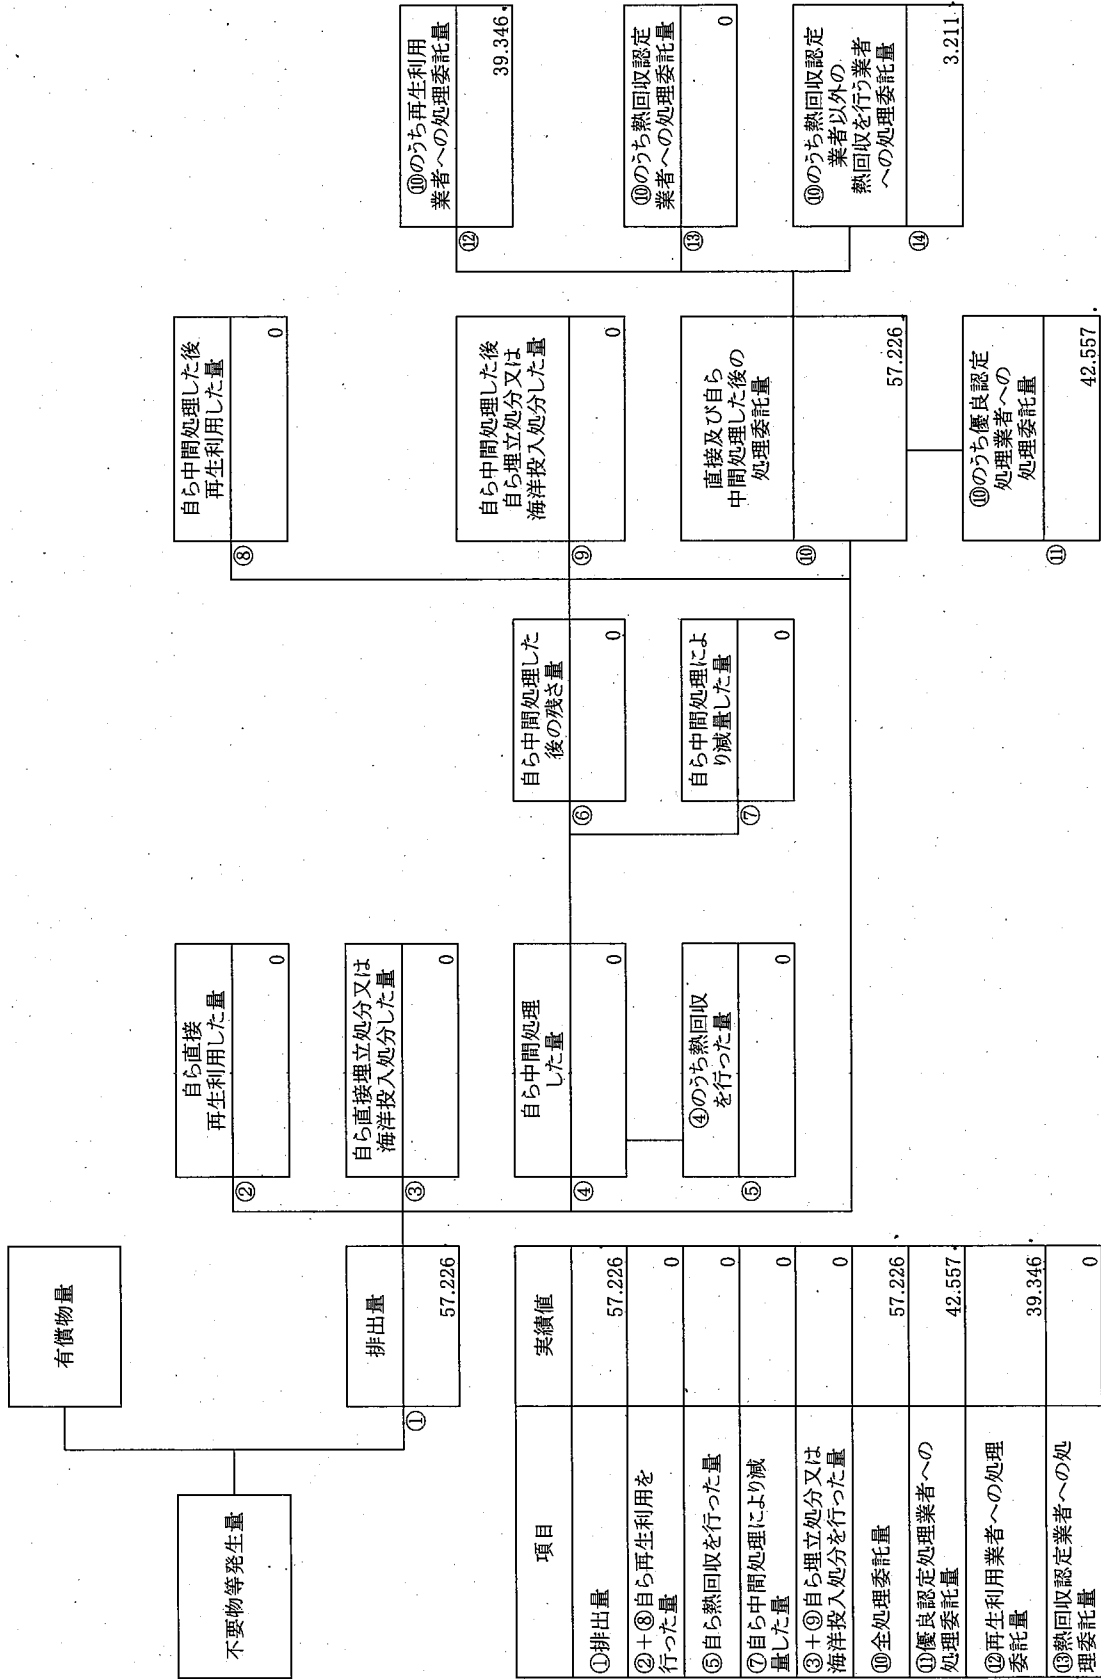 不要物等発生量
有償物量
①
排出量
57.226
②
自ら直接
再生利用した量
0
③
自ら直接埋立処分又は
海洋投入処分した量
0
④
自ら中間処理
した量
0
⑤
④のうち熱回収
を行った量
0
⑥
自ら中間処理した
後の残さ量
0
⑦
自ら中間処理によ
り減量した量
0
⑧
自ら中間処理した後
再生利用した量
0
⑨
自ら中間処理した後
自ら埋立処分又は
海洋投入処分した量
0
⑩
直接及び自ら
中間処理した後の
処理委託量
57.226
⑪
⑩のうち優良認定
処理業者への
処理委託量
42.557
⑫
⑩のうち再生利用
業者への処理委託量
39.346
⑬
⑩のうち熱回収認定
業者への処理委託量
0
⑭
⑩のうち熱回収認定
業者以外の
熱回収を行う業者
への処理委託量
3.211
項目 実績値
①排出量 57.226
②+⑧自ら再生利用を
行った量 0
⑤自ら熱回収を行った量 0
⑦自ら中間処理により減
量した量 0
③+⑨自ら埋立処分又は
海洋投入処分を行った量 0
⑩全処理委託量 57.226
⑪優良認定処理業者への
処理委託量 42.557
⑫再生利用業者への処理
委託量 39.346
⑬熱回収認定業者への処
理委託量 0